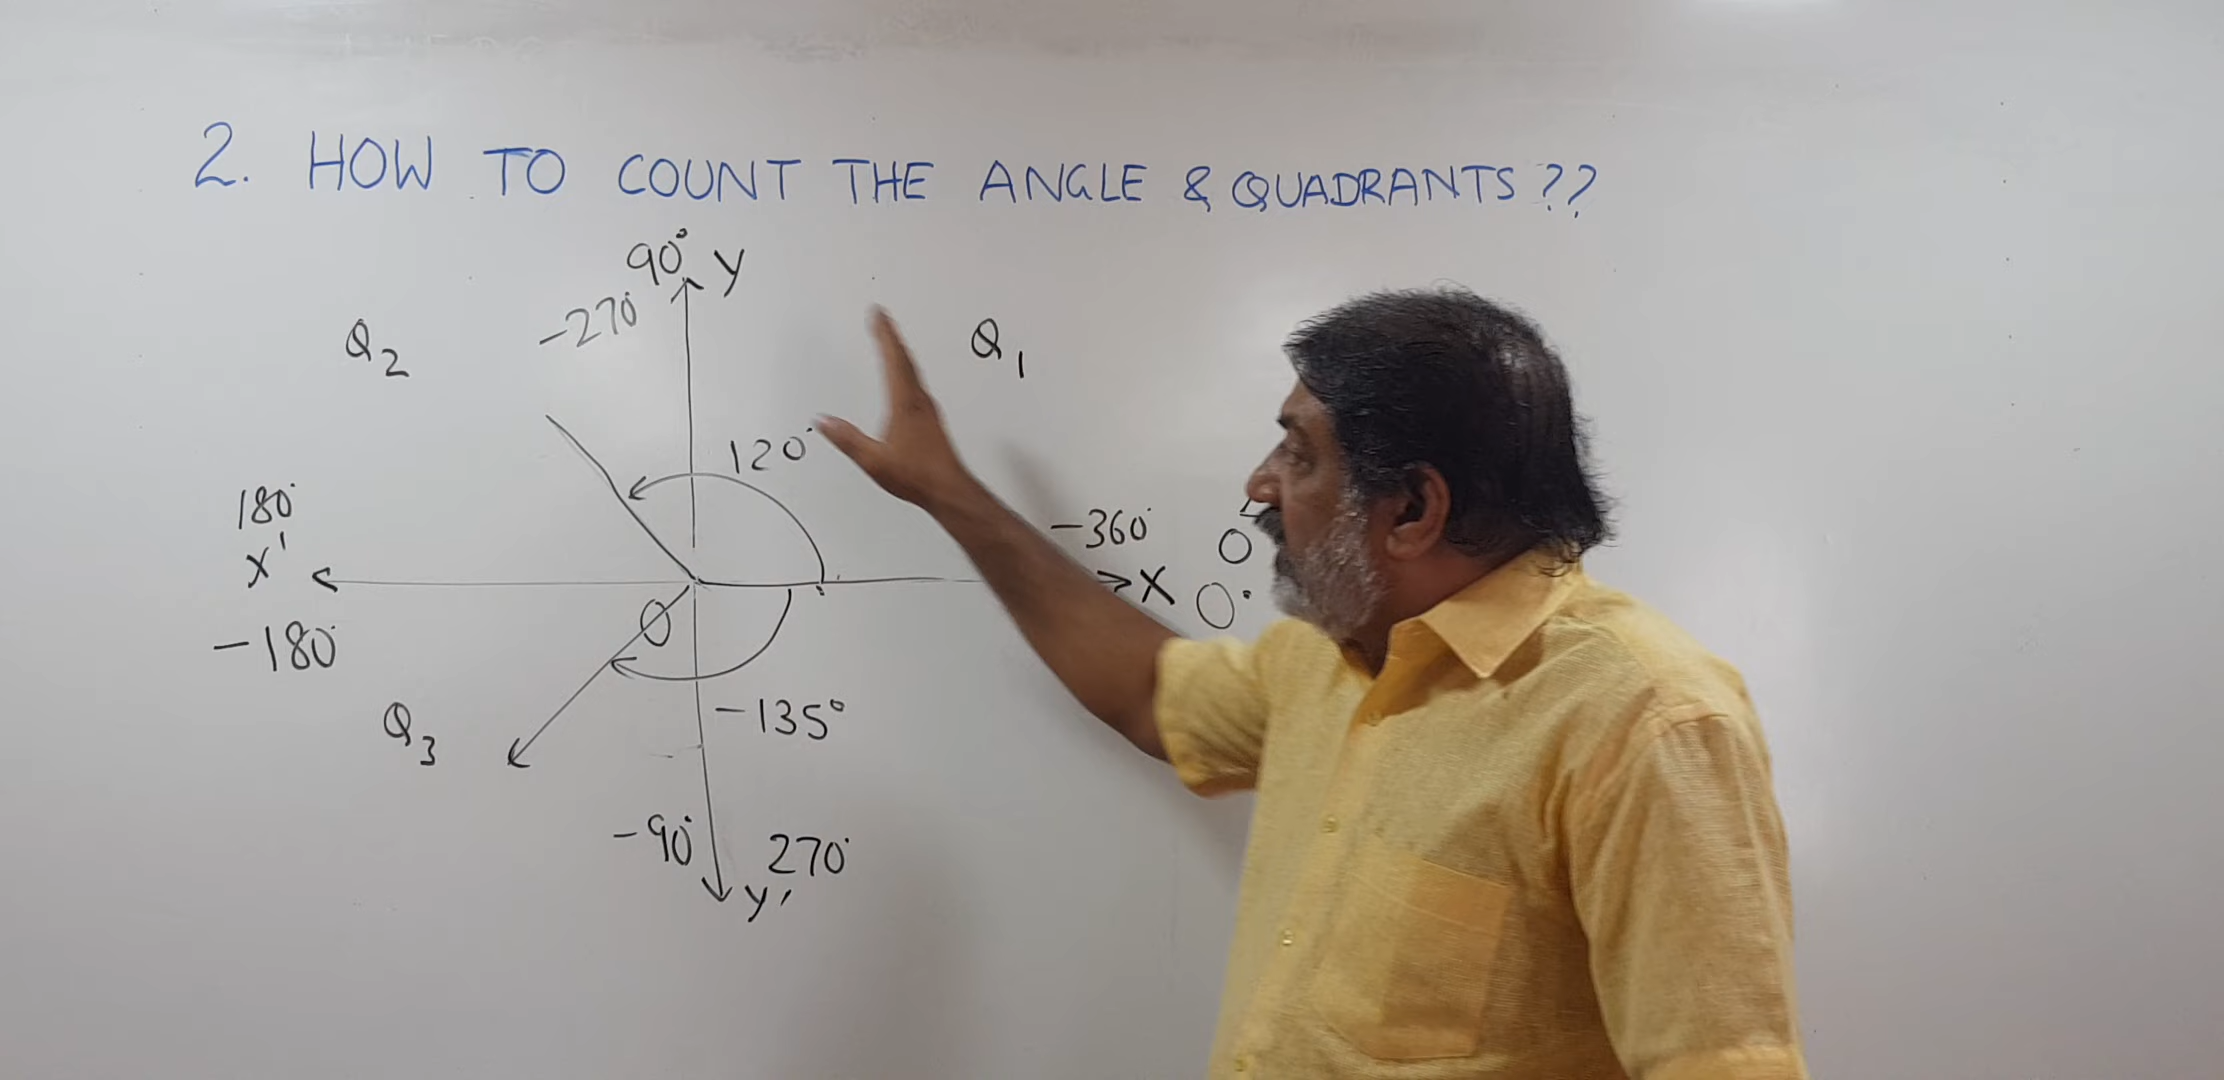 2. HOW TO COUNT THE ANGLE & QUADRANTS ??
90° Y
-270°
Q2
Q1
120°
180°
-360°
0
X'
X 0°
O
-180°
Q3
-135°
-90°
270°
Y'